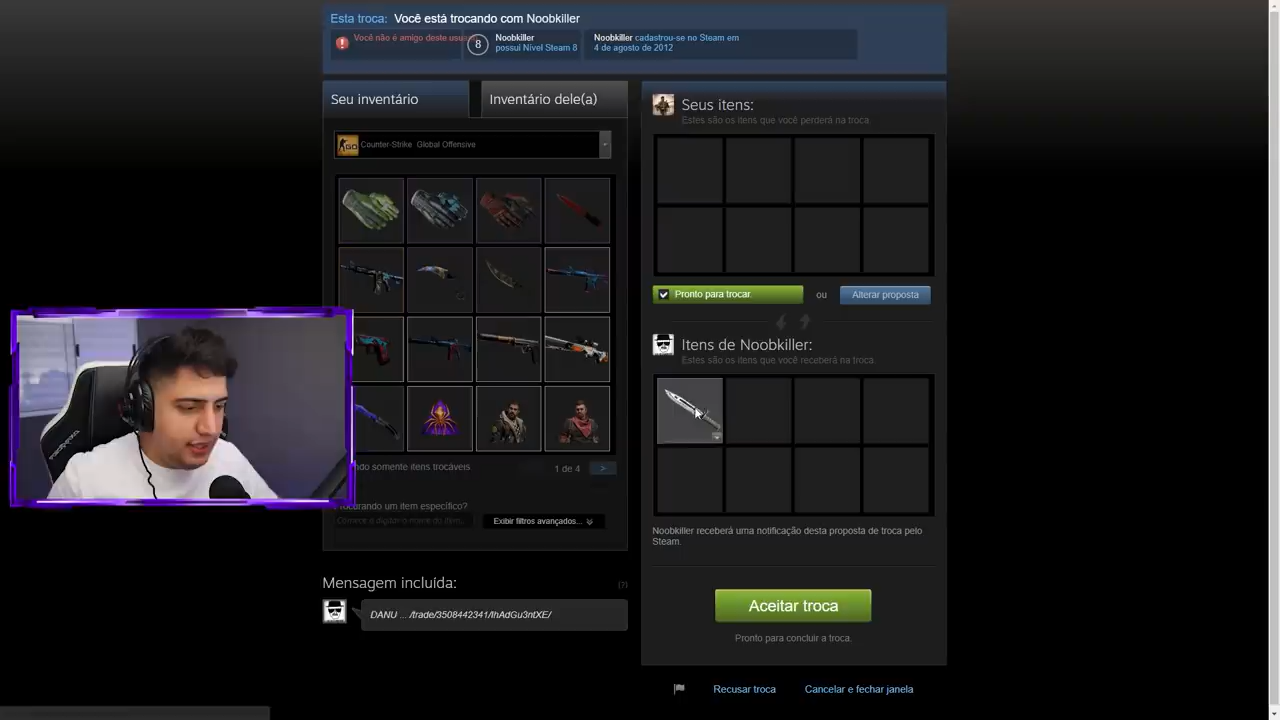 Esta troca: Você está trocando com Noobkiller
Você não é amigo deste
8
Noobkiller
possui Nível Steam 8
Noobkiller cadastrou-se no Steam em
4 de agosto de 2012
Seu inventário
Inventário dele(a)
Counter-Strike Global Offensive
somente itens trocáveis
1 de 4
>
rocurando um item específico?
Exibir filtros avançados...
Mensagem incluída:
(?)
DANU ... /trade/3508442341/IhAdGu3ntXE/
Seus itens:
Estes são os itens que você perderá na troca.
Pronto para trocar.
ou
Alterar proposta
Itens de Noobkiller:
Estes são os itens que você receberá na troca.
Noobkiller receberá uma notificação desta proposta de troca pelo
Steam.
Aceitar troca
Pronto para concluir a troca.
Recusar troca
Cancelar e fechar janela